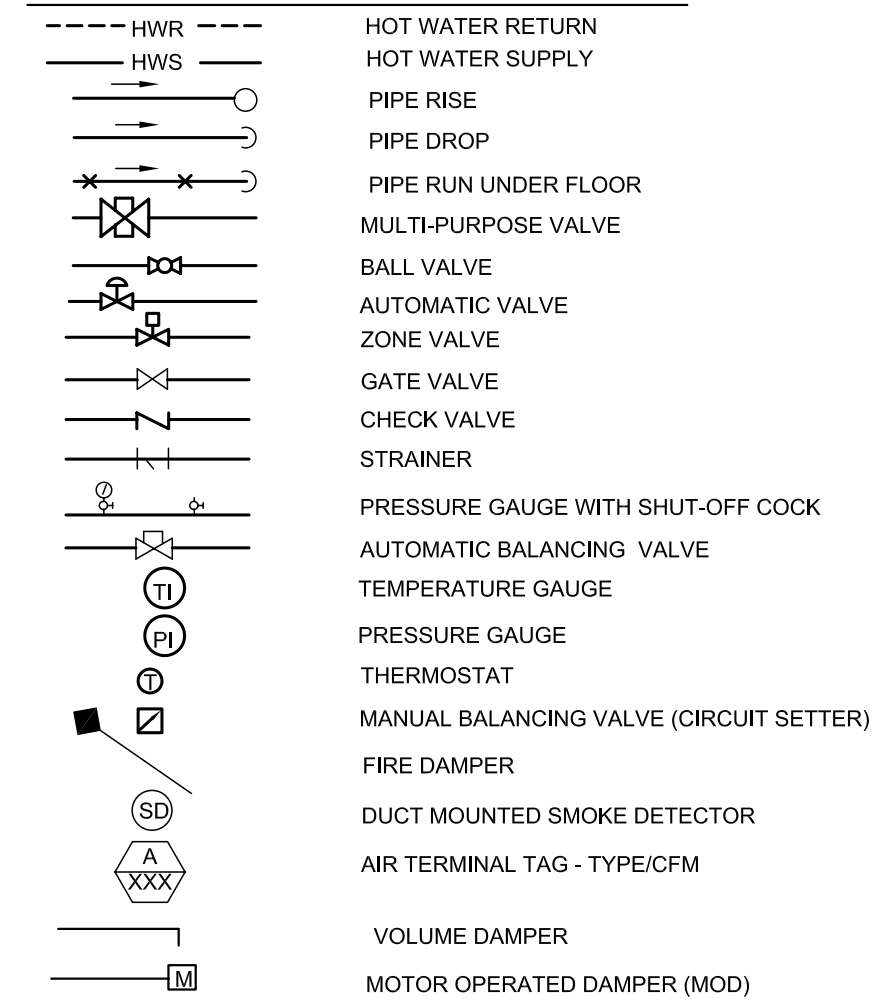 HWR HOT WATER RETURN
HWS HOT WATER SUPPLY
PIPE RISE
PIPE DROP
PIPE RUN UNDER FLOOR
MULTI-PURPOSE VALVE
BALL VALVE
AUTOMATIC VALVE
ZONE VALVE
GATE VALVE
CHECK VALVE
STRAINER
PRESSURE GAUGE WITH SHUT-OFF COCK
AUTOMATIC BALANCING VALVE
TI TEMPERATURE GAUGE
PI PRESSURE GAUGE
T THERMOSTAT
MANUAL BALANCING VALVE (CIRCUIT SETTER)
FIRE DAMPER
SD DUCT MOUNTED SMOKE DETECTOR
A
XXX AIR TERMINAL TAG - TYPE/CFM
VOLUME DAMPER
M MOTOR OPERATED DAMPER (MOD)